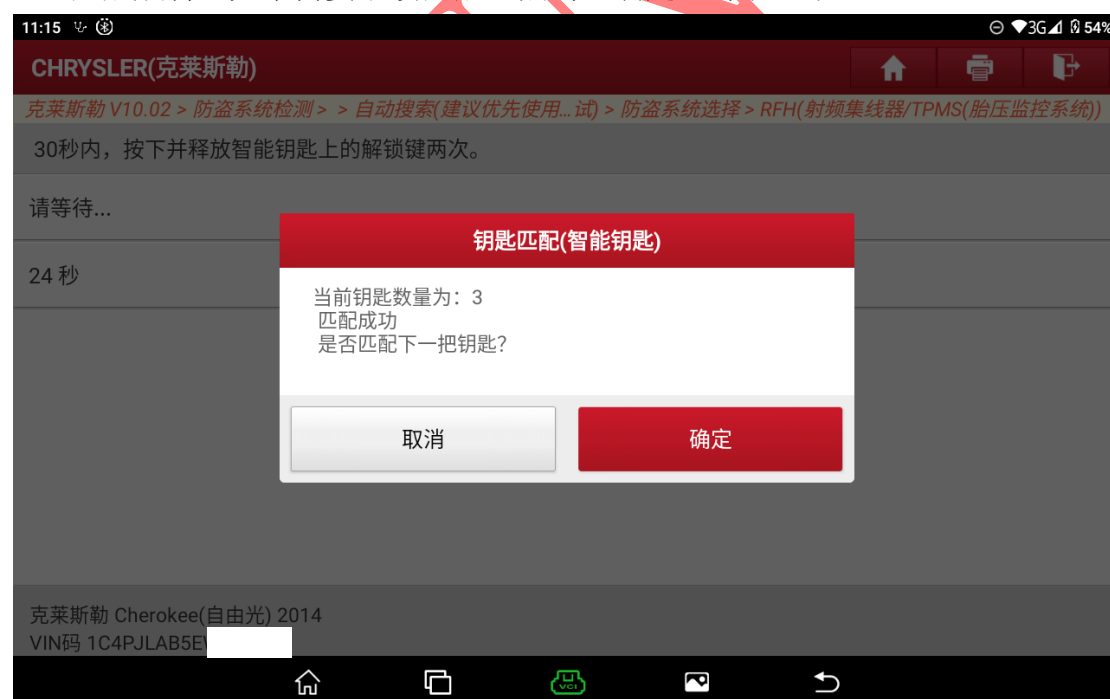 11:15
3G 54%
CHRYSLER(克莱斯勒)
克莱斯勒 V10.02 > 防盗系统检测 > > 自动搜索(建议优先使用...试) > 防盗系统选择 > RFH(射频集线器/TPMS(胎压监控系统))
30秒内，按下并释放智能钥匙上的解锁键两次。
请等待...
24 秒
钥匙匹配(智能钥匙)
当前钥匙数量为：3
匹配成功
是否匹配下一把钥匙？
取消
确定
克莱斯勒 Cherokee(自由光) 2014
VIN码 1C4PJLAB5E
VCI